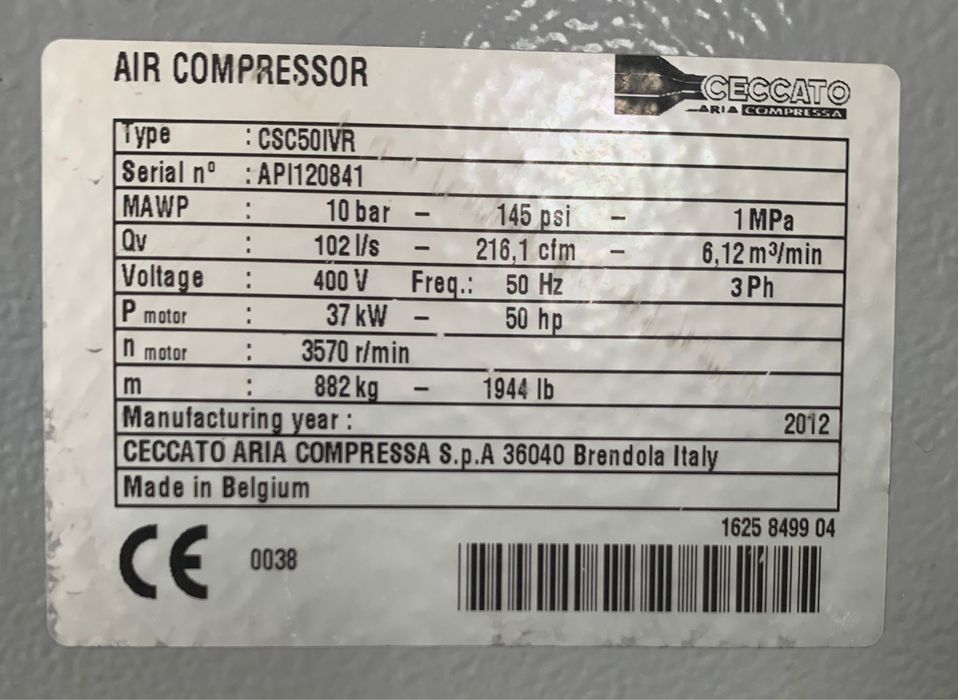 AIR COMPRESSOR
CECCATO
ARIA COMPRESSA
Type : CSC50IVR
Serial nº : API120841
MAWP : 10 bar – 145 psi – 1 MPa
Qv : 102 l/s – 216,1 cfm – 6,12 m³/min
Voltage : 400 V Freq.: 50 Hz 3 Ph
P motor : 37 kW – 50 hp
n motor : 3570 r/min
m : 882 kg – 1944 lb
Manufacturing year : 2012
CECCATO ARIA COMPRESSA S.p.A 36040 Brendola Italy
Made in Belgium
1625 8499 04
CE 0038